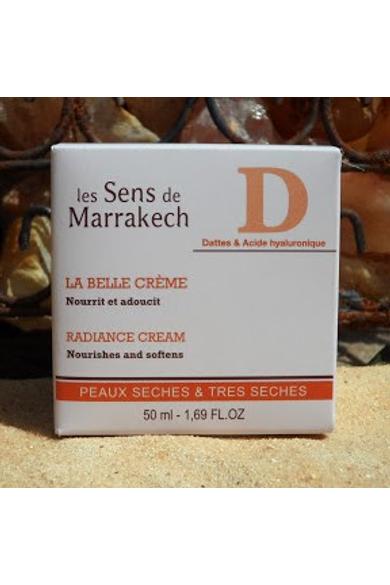 les Sens de
Marrakech
D
Dattes & Acide hyaluronique
LA BELLE CRÈME
Nourrit et adoucit
RADIANCE CREAM
Nourishes and softens
PEAUX SECHES & TRES SECHES
50 ml - 1,69 FL.OZ